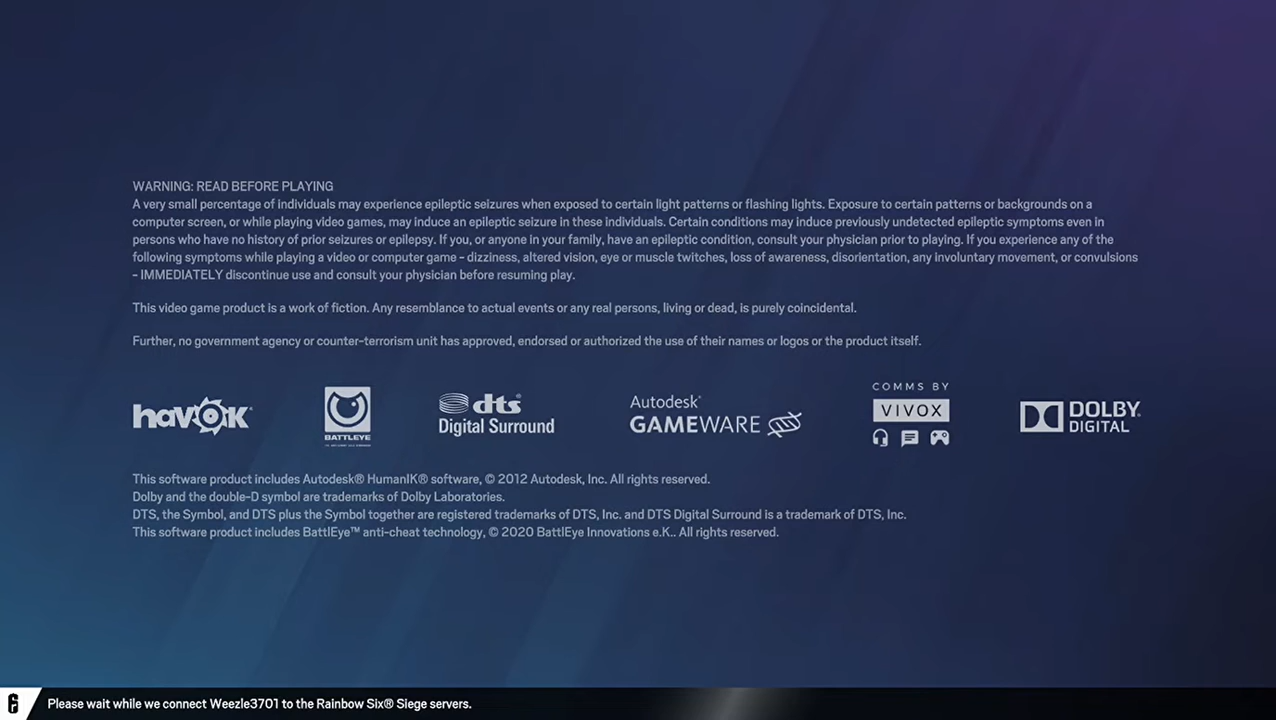 WARNING: READ BEFORE PLAYING
A very small percentage of individuals may experience epileptic seizures when exposed to certain light patterns or flashing lights. Exposure to certain patterns or backgrounds on a
computer screen, or while playing video games, may induce an epileptic seizure in these individuals. Certain conditions may induce previously undetected epileptic symptoms even in
persons who have no history of prior seizures or epilepsy. If you, or anyone in your family, have an epileptic condition, consult your physician prior to playing. If you experience any of the
following symptoms while playing a video or computer game - dizziness, altered vision, eye or muscle twitches, loss of awareness, disorientation, any involuntary movement, or convulsions
- IMMEDIATELY discontinue use and consult your physician before resuming play.
This video game product is a work of fiction. Any resemblance to actual events or any real persons, living or dead, is purely coincidental.
Further, no government agency or counter-terrorism unit has approved, endorsed or authorized the use of their names or logos or the product itself.
havok
BATTLEYE
dts®
Digital Surround
Autodesk®
GAMEWARE
COMMS BY
VIVOX
DOLBY®
DIGITAL
This software product includes Autodesk® HumanIK® software, © 2012 Autodesk, Inc. All rights reserved.
Dolby and the double-D symbol are trademarks of Dolby Laboratories.
DTS, the Symbol, and DTS plus the Symbol together are registered trademarks of DTS, Inc. and DTS Digital Surround is a trademark of DTS, Inc.
This software product includes BattlEye™ anti-cheat technology, © 2020 BattlEye Innovations e.K.. All rights reserved.
6 Please wait while we connect Weezle3701 to the Rainbow Six® Siege servers.